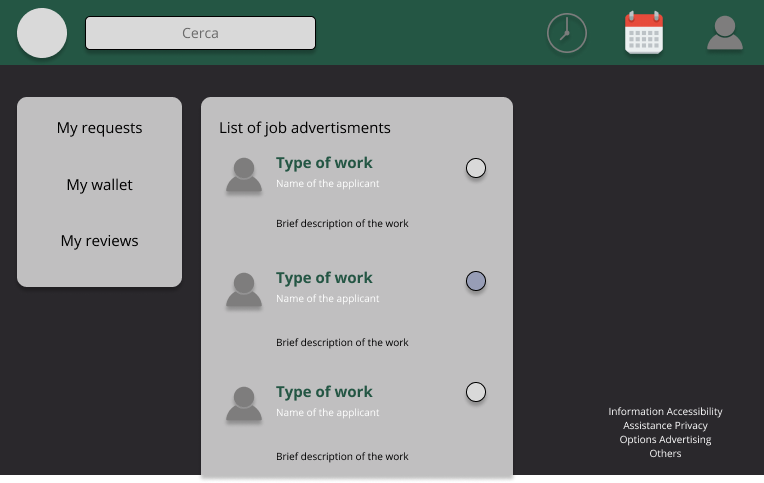 Cerca
My requests
My wallet
My reviews
List of job advertisments
Type of work
Name of the applicant
Brief description of the work
Type of work
Name of the applicant
Brief description of the work
Type of work
Name of the applicant
Brief description of the work
Information Accessibility
Assistance Privacy
Options Advertising
Others